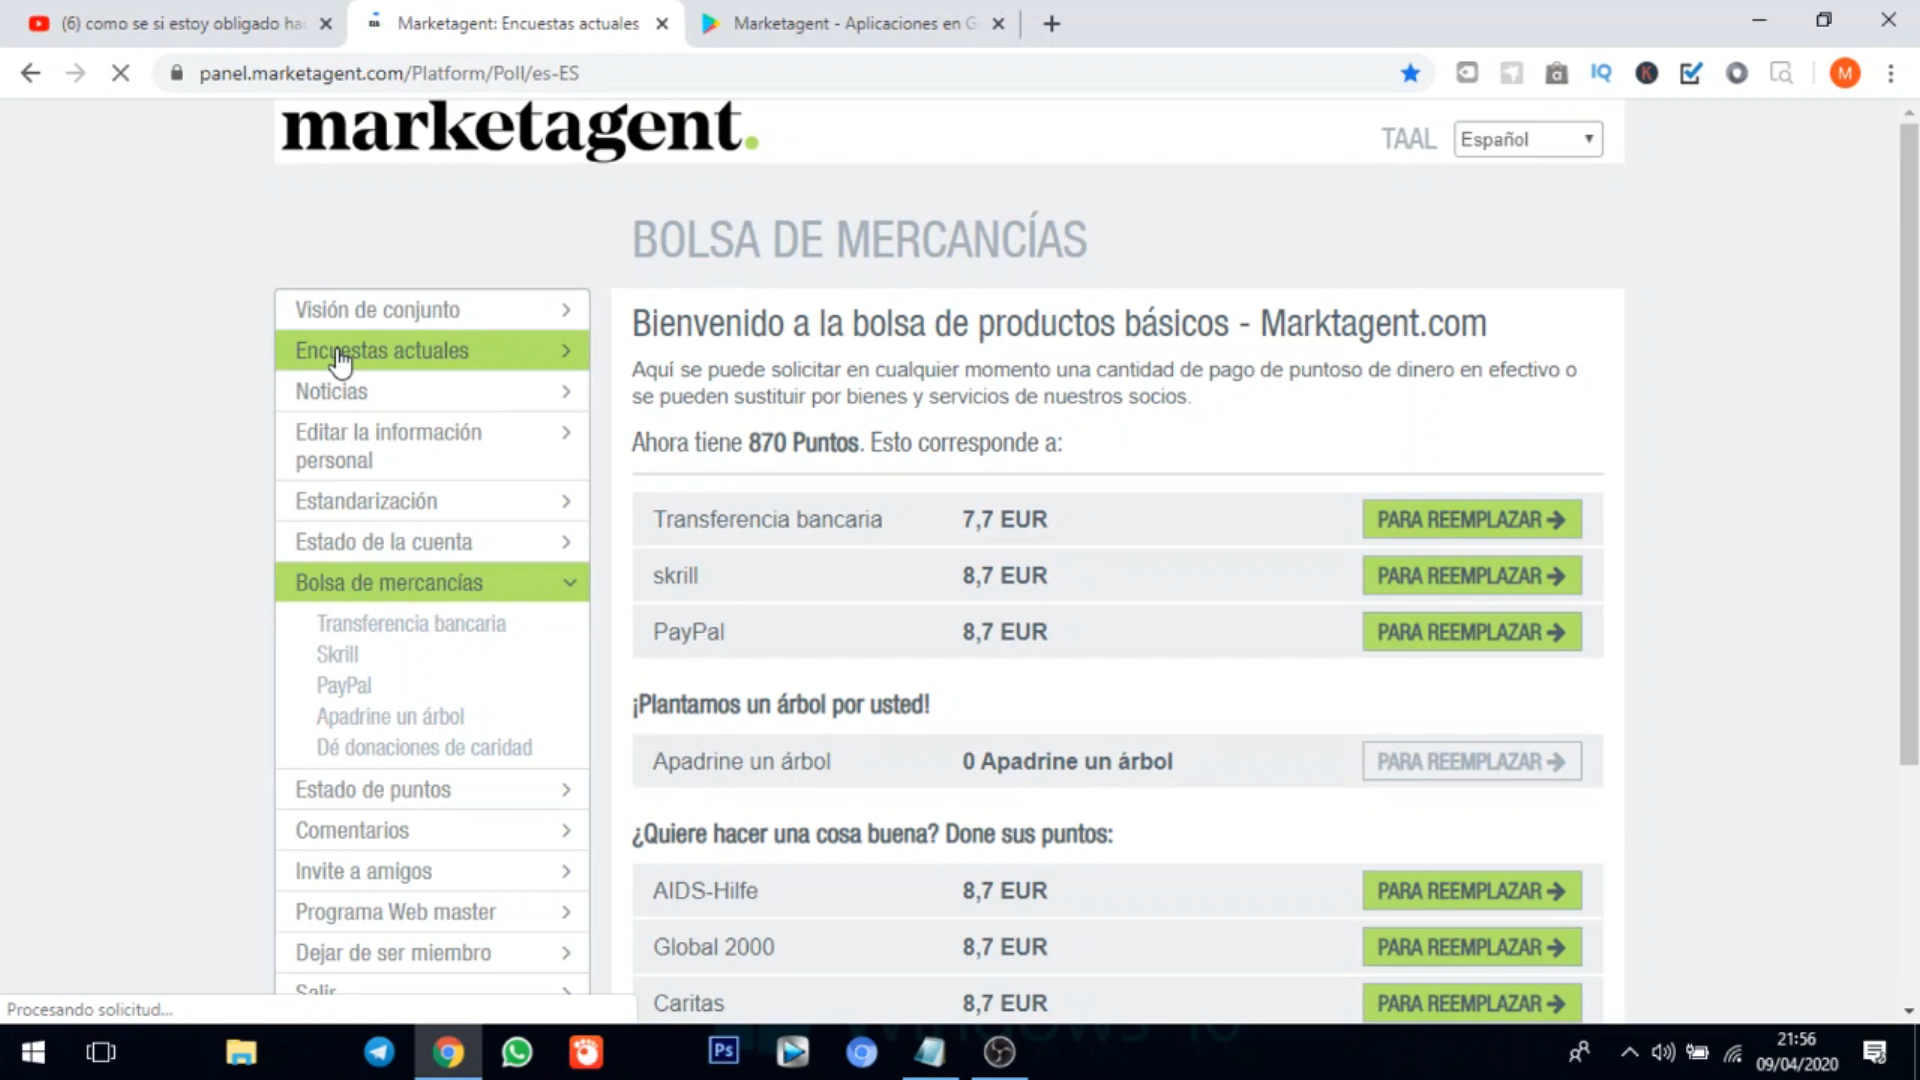 (6) como se si estoy obligado ha
Marketagent: Encuestas actuales
Marketagent - Aplicaciones en G
panel.marketagent.com/Platform/Poll/es-ES
IQ
K
M
marketagent.
TAAL
Español
BOLSA DE MERCANCÍAS
Visión de conjunto
Encuestas actuales
Noticias
Editar la información
personal
Estandarización
Estado de la cuenta
Bolsa de mercancías
Transferencia bancaria
Skrill
PayPal
Apadrine un árbol
Dé donaciones de caridad
Estado de puntos
Comentarios
Invite a amigos
Programa Web master
Dejar de ser miembro
Salir
Bienvenido a la bolsa de productos básicos - Marktagent.com
Aquí se puede solicitar en cualquier momento una cantidad de pago de puntoso de dinero en efectivo o
se pueden sustituir por bienes y servicios de nuestros socios.
Ahora tiene 870 Puntos. Esto corresponde a:
Transferencia bancaria 7,7 EUR PARA REEMPLAZAR
skrill 8,7 EUR PARA REEMPLAZAR
PayPal 8,7 EUR PARA REEMPLAZAR
¡Plantamos un árbol por usted!
Apadrine un árbol 0 Apadrine un árbol PARA REEMPLAZAR
¿Quiere hacer una cosa buena? Done sus puntos:
AIDS-Hilfe 8,7 EUR PARA REEMPLAZAR
Global 2000 8,7 EUR PARA REEMPLAZAR
Caritas 8,7 EUR PARA REEMPLAZAR
Procesando solicitud...
Ps
21:56
09/04/2020